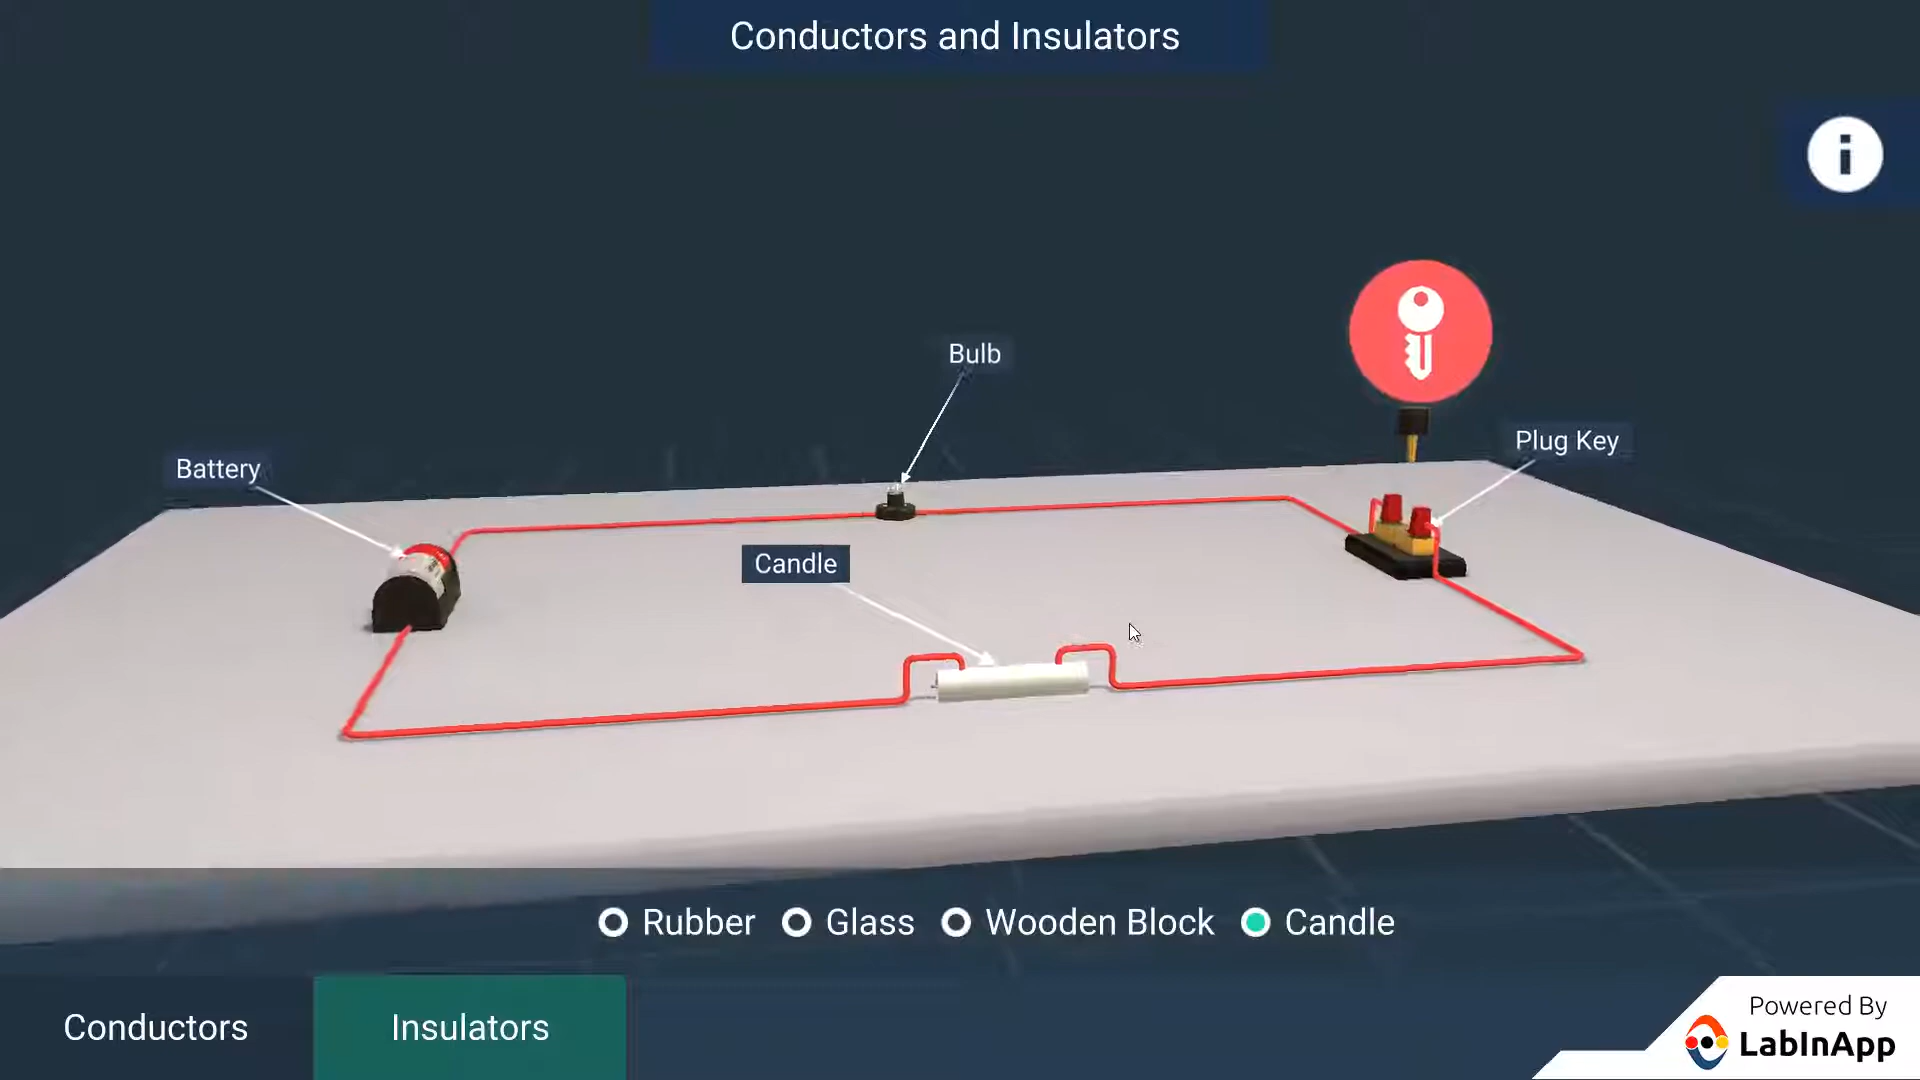 Conductors and Insulators
Bulb
Plug Key
Battery
Candle
Rubber
Glass
Wooden Block
Candle
Conductors
Insulators
Powered By
LabInApp